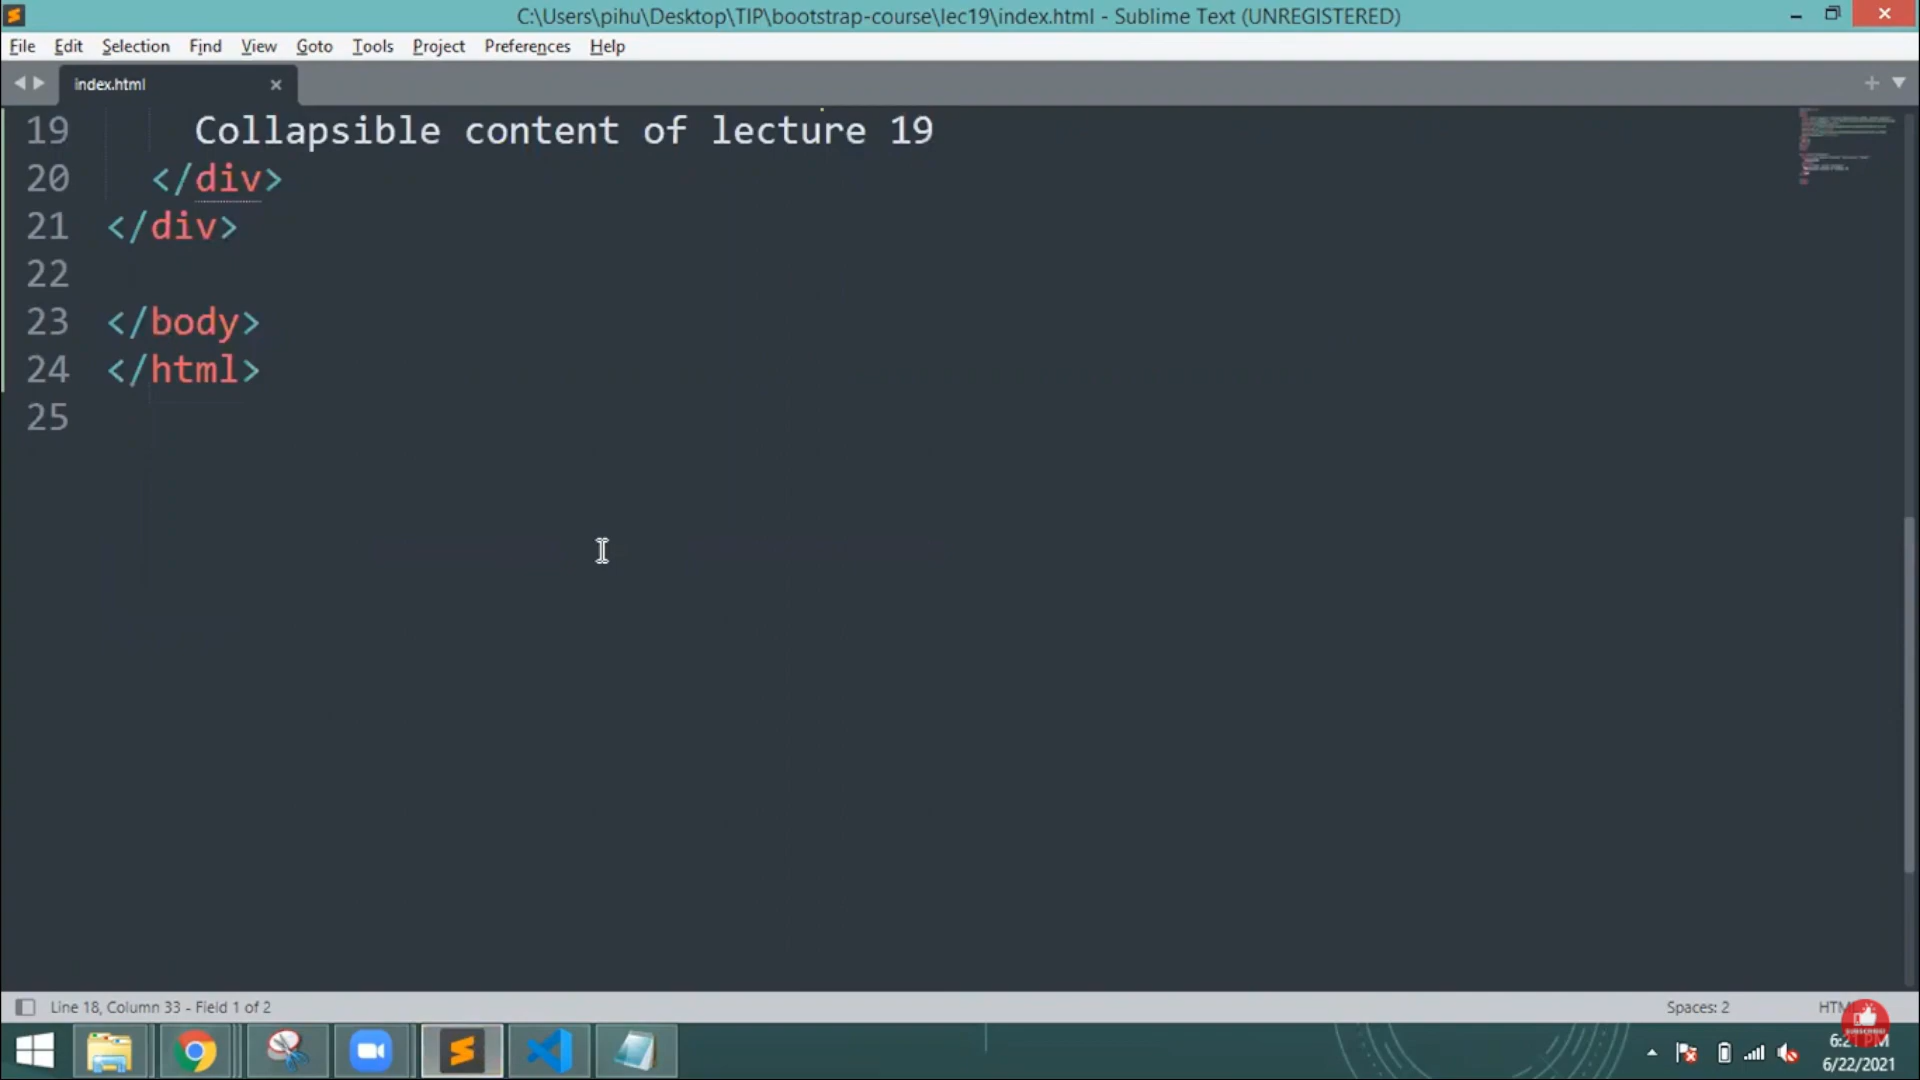 C:\Users\pihu\Desktop\TIP\bootstrap-course\lec19\index.html - Sublime Text (UNREGISTERED)
File Edit Selection Find View Goto Tools Project Preferences Help
index.html
19 Collapsible content of lecture 19
20 </div>
21 </div>
22
23 </body>
24 </html>
25
Line 18, Column 33 - Field 1 of 2
Spaces: 2
PM
6/22/2021